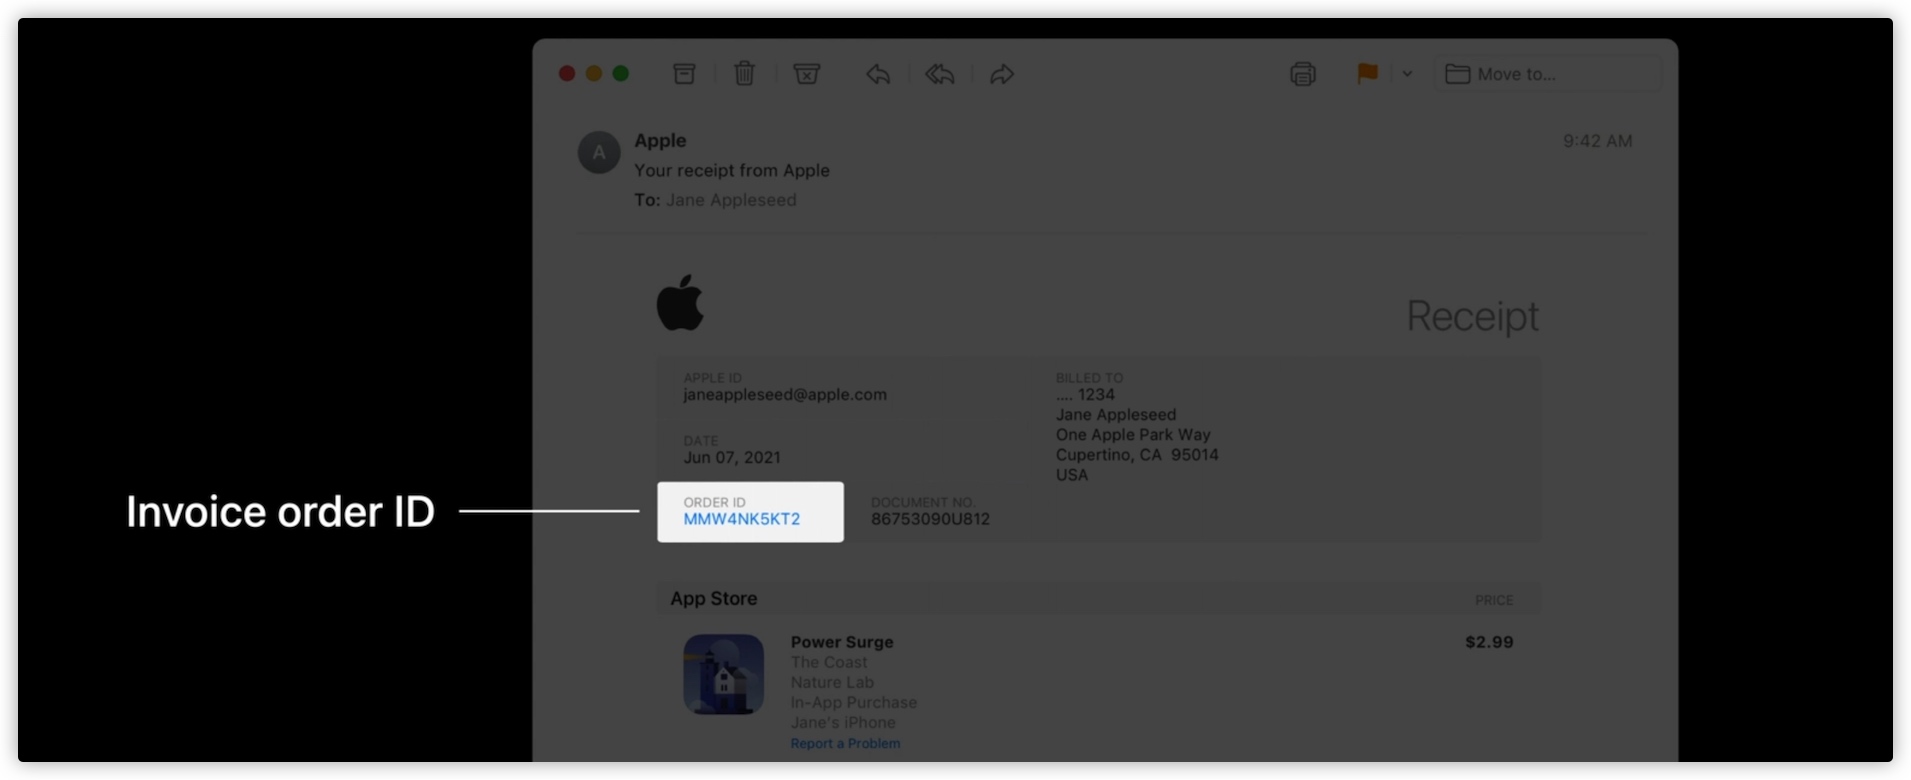 Move to...
A
Apple
9:42 AM
Your receipt from Apple
To: Jane Appleseed
Receipt
APPLE ID
janeappleseed@apple.com
BILLED TO
.... 1234
Jane Appleseed
One Apple Park Way
Cupertino, CA 95014
USA
DATE
Jun 07, 2021
Invoice order ID
ORDER ID
MMW4NK5KT2
DOCUMENT NO.
86753090U812
App Store
PRICE
Power Surge
$2.99
The Coast
Nature Lab
In-App Purchase
Jane's iPhone
Report a Problem